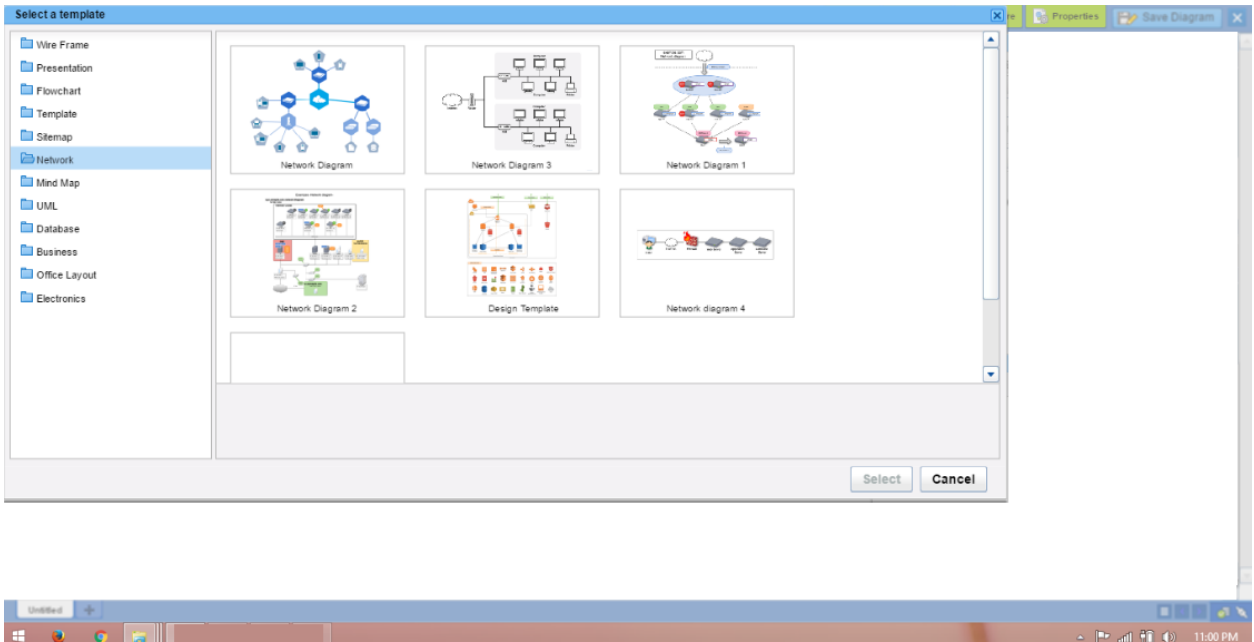 Select a template
re
Properties
Save Diagram
Wire Frame
Presentation
Flowchart
Template
Sitemap
Network
Mind Map
UML
Database
Business
Office Layout
Electronics
Network Diagram
Network Diagram 3
Network Diagram 1
Network Diagram 2
Design Template
Network diagram 4
Select
Cancel
Untitled
11:00 PM